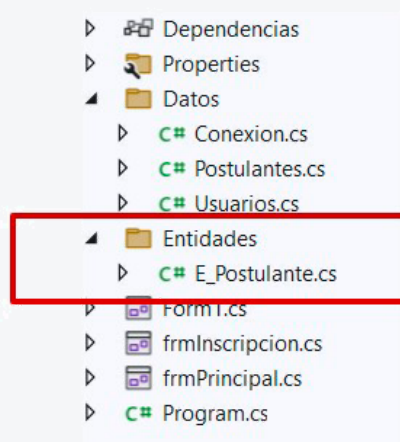 Dependencias
Properties
Datos
C# Conexion.cs
C# Postulantes.cs
C# Usuarios.cs
Entidades
C# E_Postulante.cs
Form1.cs
frmInscripcion.cs
frmPrincipal.cs
C# Program.cs